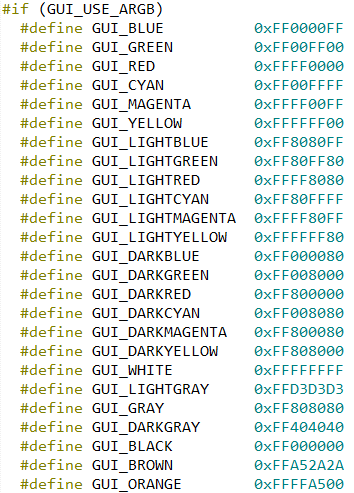 #if (GUI_USE_ARGB)
#define GUI_BLUE 0xFF0000FF
#define GUI_GREEN 0xFF00FF00
#define GUI_RED 0xFFFF0000
#define GUI_CYAN 0xFF00FFFF
#define GUI_MAGENTA 0xFFFF00FF
#define GUI_YELLOW 0xFFFFFF00
#define GUI_LIGHTBLUE 0xFF8080FF
#define GUI_LIGHTGREEN 0xFF80FF80
#define GUI_LIGHTRED 0xFFFF8080
#define GUI_LIGHTCYAN 0xFF80FFFF
#define GUI_LIGHTMAGENTA 0xFFFF80FF
#define GUI_LIGHTYELLOW 0xFFFFFF80
#define GUI_DARKBLUE 0xFF000080
#define GUI_DARKGREEN 0xFF008000
#define GUI_DARKRED 0xFF800000
#define GUI_DARKCYAN 0xFF008080
#define GUI_DARKMAGENTA 0xFF800080
#define GUI_DARKYELLOW 0xFF808000
#define GUI_WHITE 0xFFFFFFFF
#define GUI_LIGHTGRAY 0xFFD3D3D3
#define GUI_GRAY 0xFF808080
#define GUI_DARKGRAY 0xFF404040
#define GUI_BLACK 0xFF000000
#define GUI_BROWN 0xFFA52A2A
#define GUI_ORANGE 0xFFFFA500